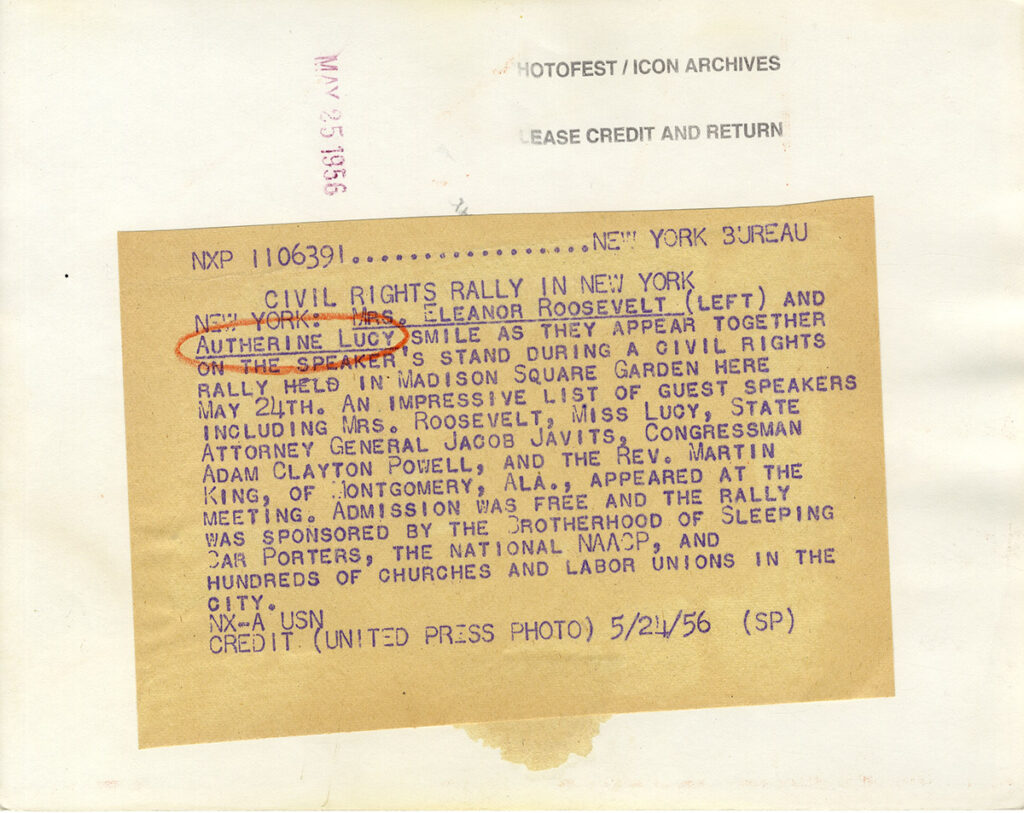 HOTOFEST / ICON ARCHIVES
LEASE CREDIT AND RETURN
MAY 25 1956
NXP 1106391...................NEW YORK BUREAU
CIVIL RIGHTS RALLY IN NEW YORK
NEW YORK: MRS. ELEANOR ROOSEVELT (LEFT) AND
AUTHERINE LUCY SMILE AS THEY APPEAR TOGETHER
ON THE SPEAKER'S STAND DURING A CIVIL RIGHTS
RALLY HELD IN MADISON SQUARE GARDEN HERE
MAY 24TH. AN IMPRESSIVE LIST OF GUEST SPEAKERS
INCLUDING MRS. ROOSEVELT, MISS LUCY, STATE
ATTORNEY GENERAL JACOB JAVITS, CONGRESSMAN
ADAM CLAYTON POWELL, AND THE REV. MARTIN
KING, OF MONTGOMERY, ALA., APPEARED AT THE
MEETING. ADMISSION WAS FREE AND THE RALLY
WAS SPONSORED BY THE BROTHERHOOD OF SLEEPING
CAR PORTERS, THE NATIONAL NAACP, AND
HUNDREDS OF CHURCHES AND LABOR UNIONS IN THE
CITY.
NX-A USN
CREDIT (UNITED PRESS PHOTO) 5/24/56 (SP)